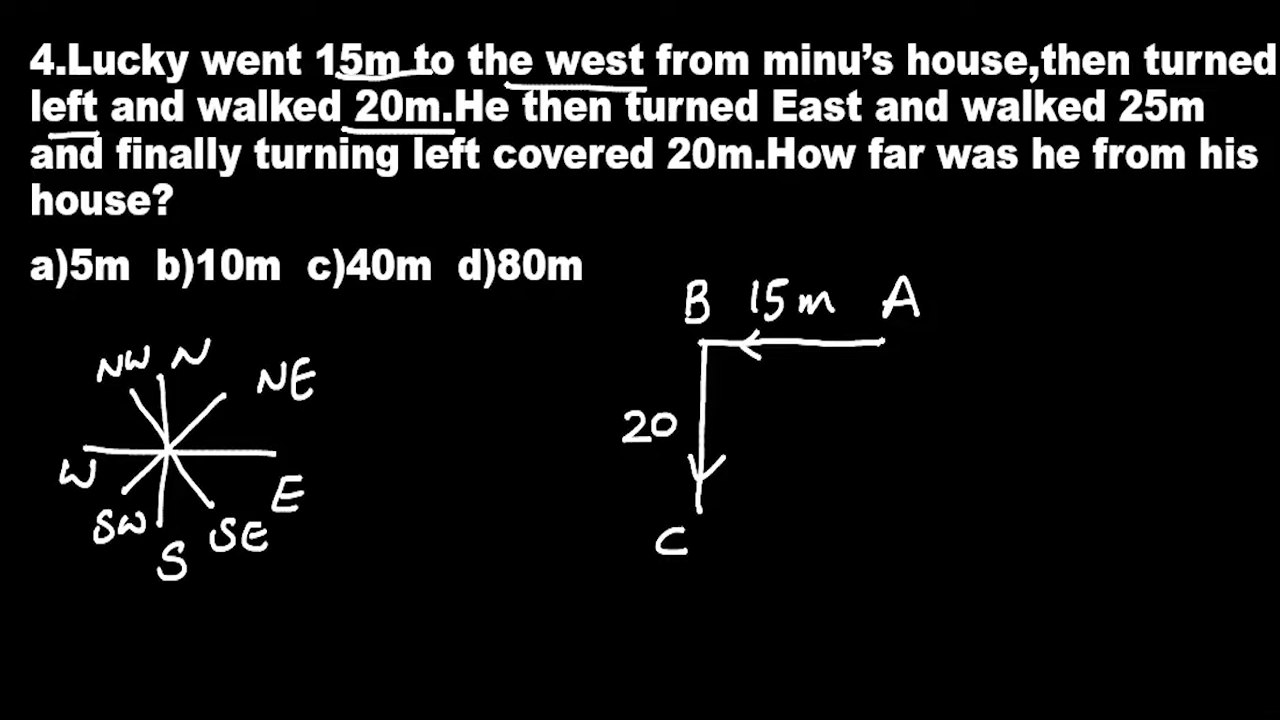 4.Lucky went 15m to the west from minu’s house,then turned
left and walked 20m.He then turned East and walked 25m
and finally turning left covered 20m.How far was he from his
house?
a)5m b)10m c)40m d)80m
B 15m A
NW N NE
20
W E
SW S SE
C